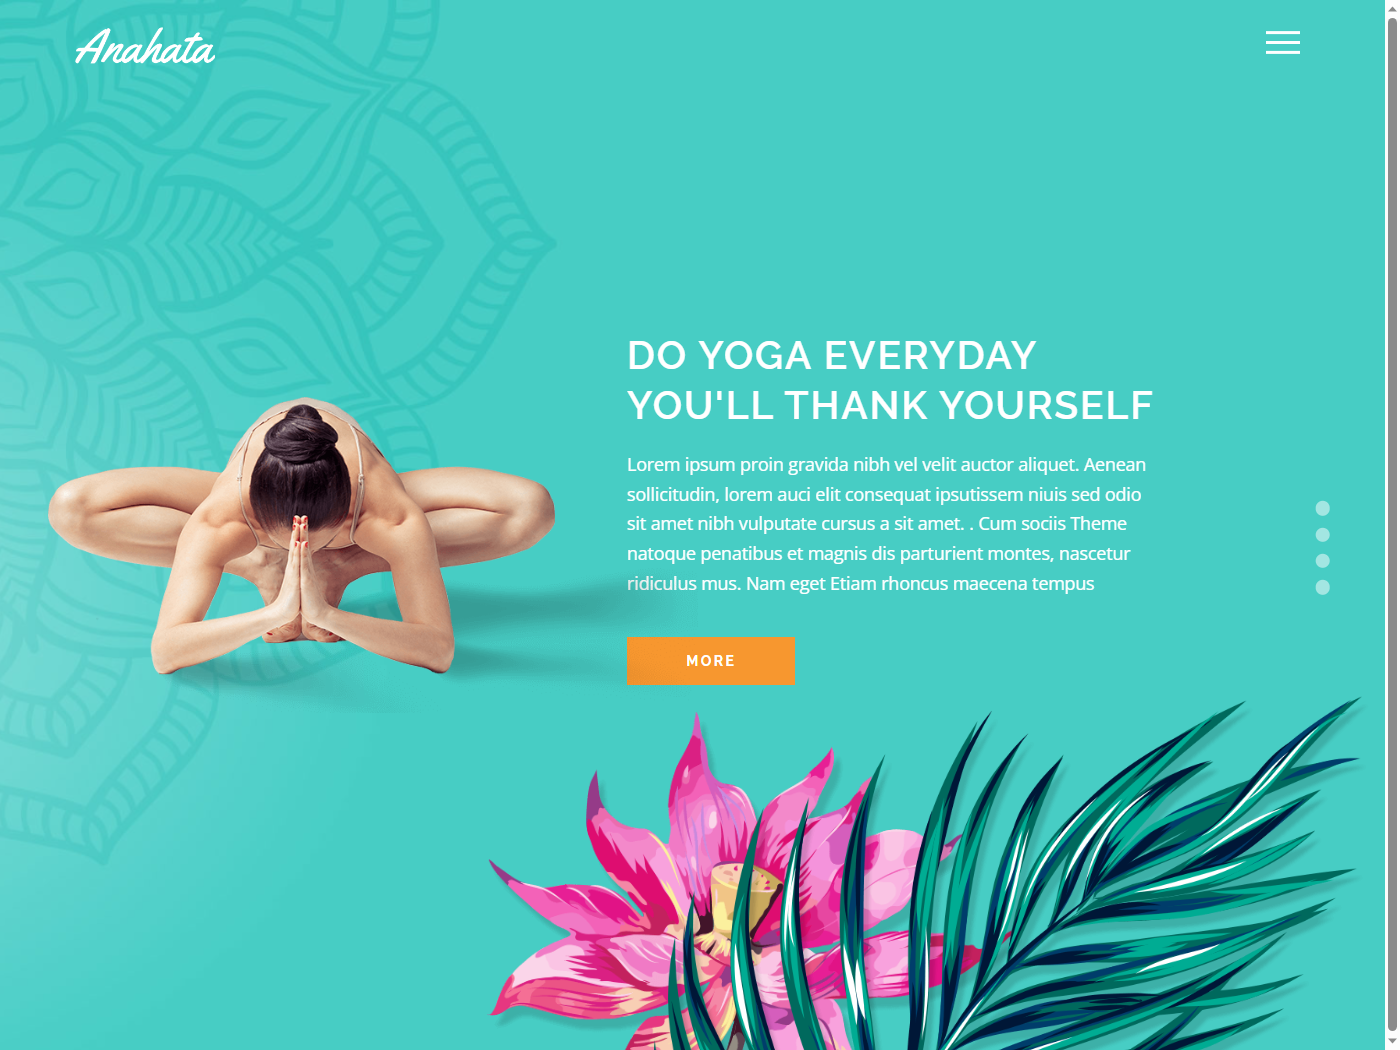 Anahata
DO YOGA EVERYDAY
YOU'LL THANK YOURSELF
Lorem ipsum proin gravida nibh vel velit auctor aliquet. Aenean
sollicitudin, lorem auci elit consequat ipsutissem niuis sed odio
sit amet nibh vulputate cursus a sit amet. . Cum sociis Theme
natoque penatibus et magnis dis parturient montes, nascetur
ridiculus mus. Nam eget Etiam rhoncus maecena tempus
MORE